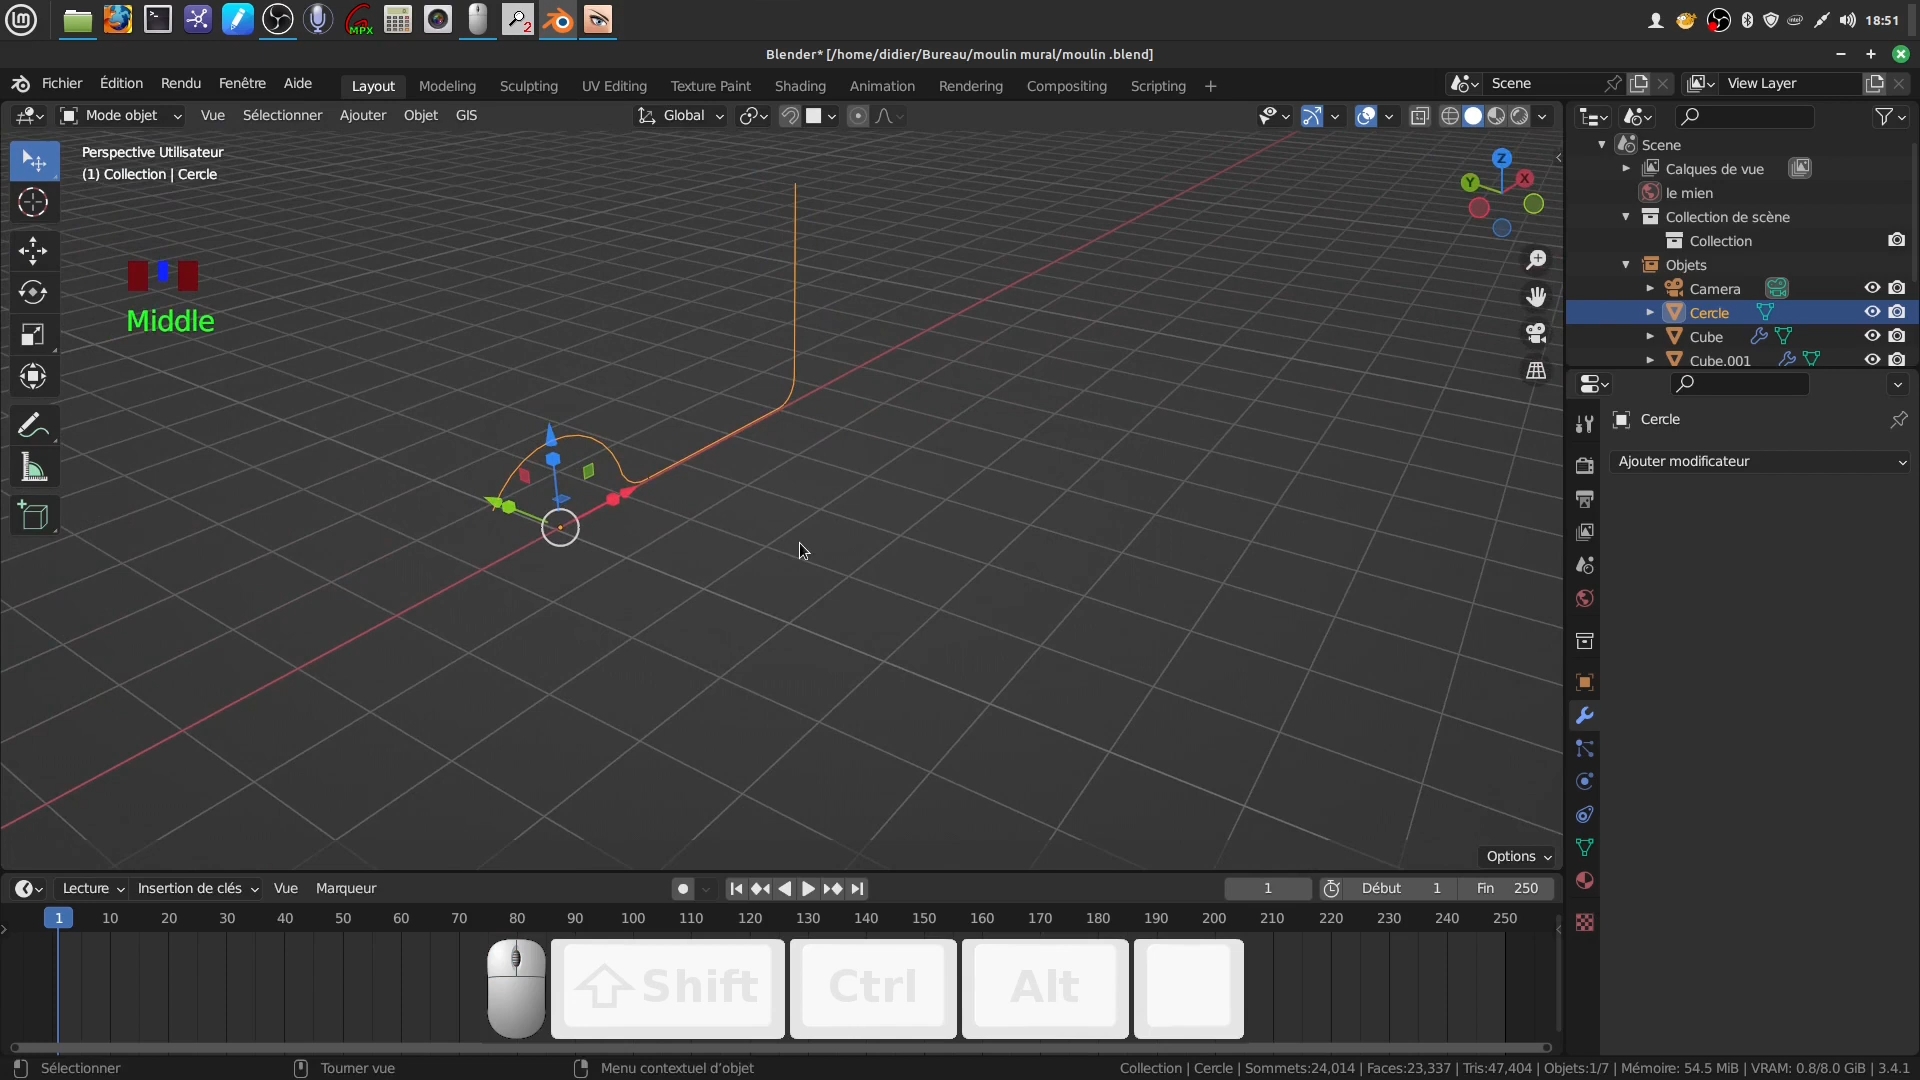 MPX
2
18:51
Blender* [/home/didier/Bureau/moulin mural/moulin .blend]
Fichier Édition Rendu Fenêtre Aide Layout Modeling Sculpting UV Editing Texture Paint Shading Animation Rendering Compositing Scripting + Scene View Layer
Mode objet Vue Sélectionner Ajouter Objet GIS Global
Perspective Utilisateur
(1) Collection | Cercle
Z
Y X
Middle
Scene
Calques de vue
le mien
Collection de scène
Collection
Objets
Camera
Cercle
Cube
Cube.001
Cercle
Ajouter modificateur
Options
Lecture Insertion de clés Vue Marqueur 1 Début 1 Fin 250
1 10 20 30 40 50 60 70 80 90 100 110 120 130 140 150 160 170 180 190 200 210 220 230 240 250
Shift Ctrl Alt
Sélectionner Tourner vue Menu contextuel d'objet Collection | Cercle | Sommets:24,014 | Faces:23,337 | Tris:47,404 | Objets:1/7 | Mémoire: 54.5 MiB | VRAM: 0.8/8.0 GiB | 3.4.1